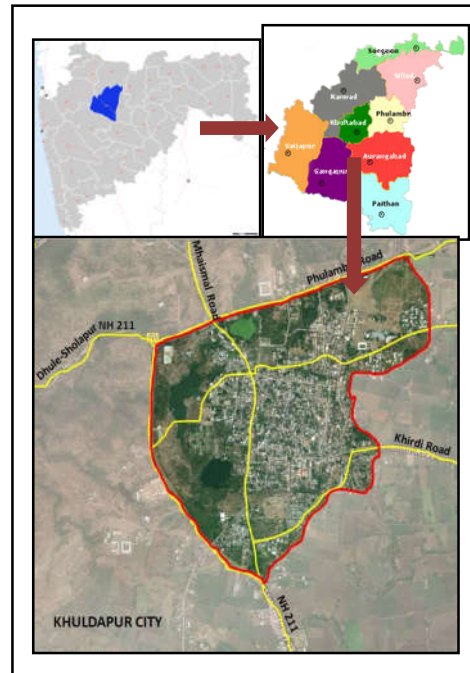 Soegoon
Sillod
Kannad
Phulambri
Khultabad
Vaijapur
Aurangabad
Gangapur
Paithan
Mhaismal Road
Phulambri Road
Dhule-Sholapur NH 211
Khirdi Road
NH 211
KHULDAPUR CITY